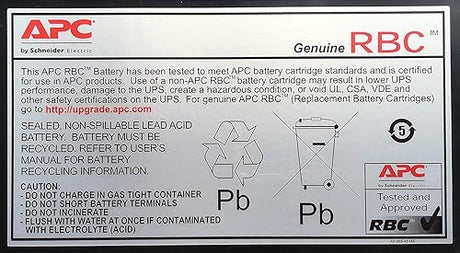 APC
by Schneider Electric
Genuine RBC™
This APC RBC™ Battery has been tested to meet APC battery cartridge standards and is certified
for use in APC products. Use of a non-APC RBC™ battery may result in lower UPS
performance, damage to the UPS, create a hazardous condition, or void UL, CSA, VDE and
other safety certifications on the UPS. For genuine APC RBC™ (Replacement Battery Cartridges)
go to http://upgrade.apc.com
SEALED, NON-SPILLABLE LEAD ACID
BATTERY. BATTERY MUST BE
RECYCLED. REFER TO USER'S
MANUAL FOR BATTERY
RECYCLING INFORMATION.
CAUTION:
- DO NOT CHARGE IN GAS TIGHT CONTAINER
- DO NOT SHORT BATTERY TERMINALS
- DO NOT INCINERATE
- FLUSH WITH WATER AT ONCE IF CONTACTED
WITH ELECTROLYTE (ACID)
Pb
Pb
5
APC
by Schneider Electric
Tested and
Approved
RBC